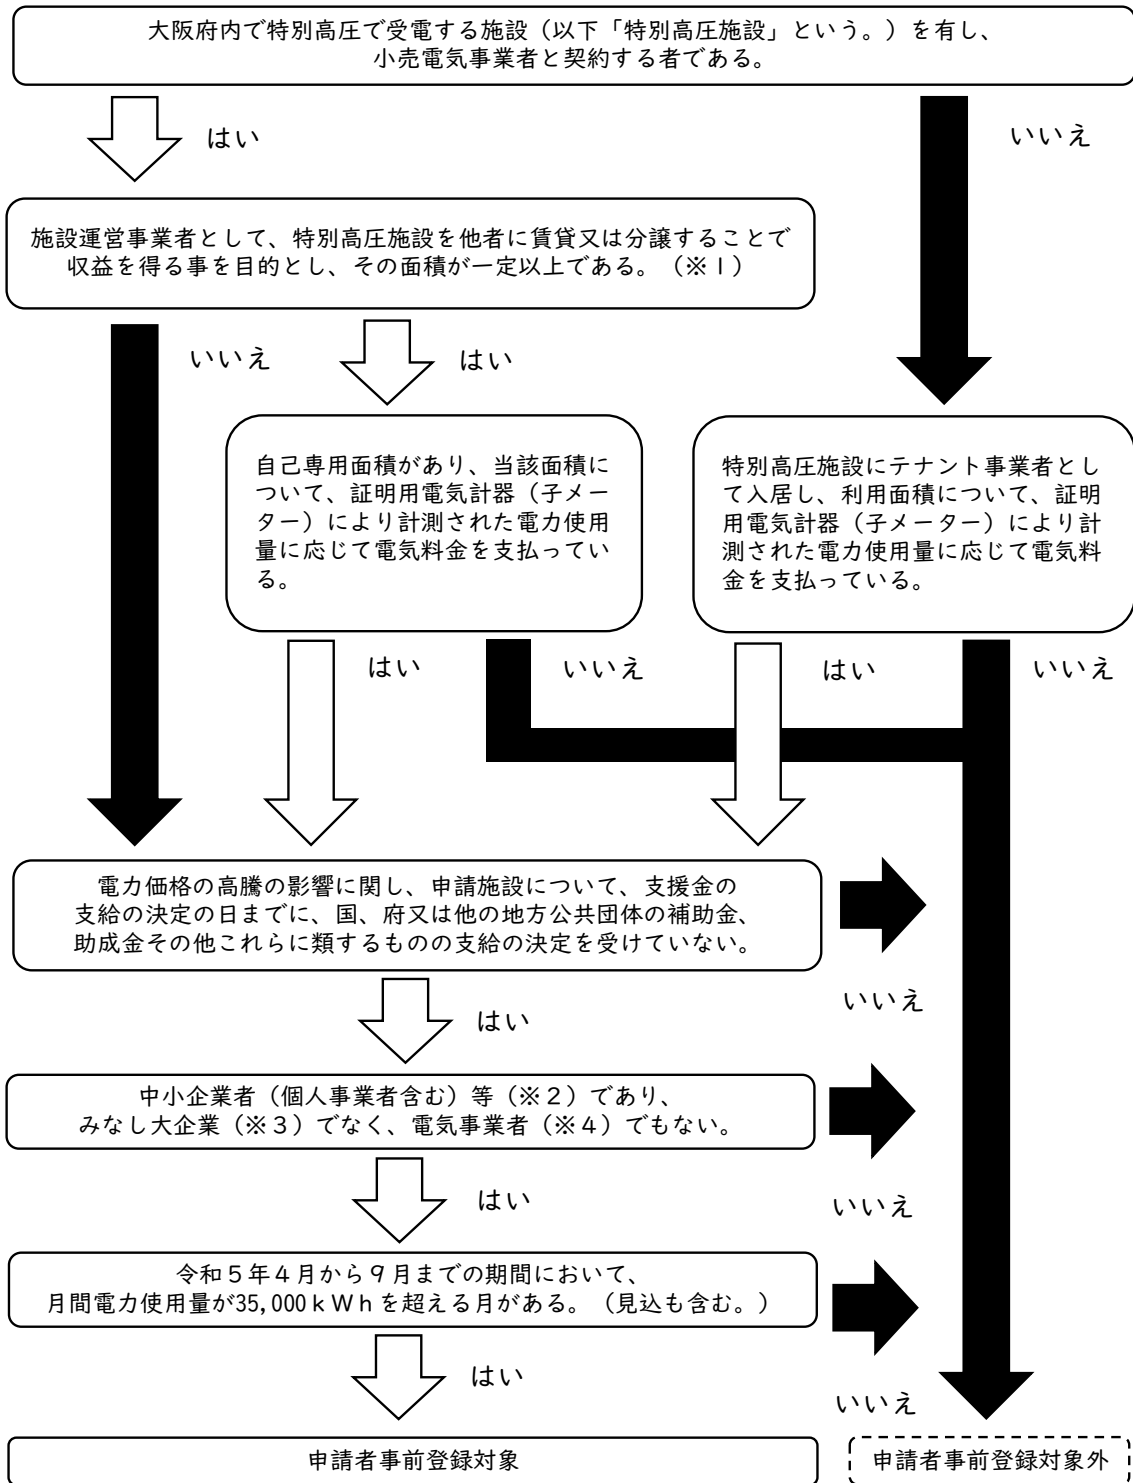 大阪府内で特別高圧で受電する施設（以下「特別高圧施設」という。）を有し、
小売電気事業者と契約する者である。
はい
いいえ
施設運営事業者として、特別高圧施設を他者に賃貸又は分譲することで
収益を得る事を目的とし、その面積が一定以上である。（※１）
いいえ
はい
自己専用面積があり、当該面積に
ついて、証明用電気計器（子メー
ター）により計測された電力使用
量に応じて電気料金を支払ってい
る。
特別高圧施設にテナント事業者とし
て入居し、利用面積について、証明
用電気計器（子メーター）により計
測された電力使用量に応じて電気料
金を支払っている。
はい
いいえ
はい
いいえ
電力価格の高騰の影響に関し、申請施設について、支援金の
支給の決定の日までに、国、府又は他の地方公共団体の補助金、
助成金その他これらに類するものの支給の決定を受けていない。
はい
いいえ
中小企業者（個人事業者含む）等（※２）であり、
みなし大企業（※３）でなく、電気事業者（※４）でもない。
はい
いいえ
令和５年４月から９月までの期間において、
月間電力使用量が35,000ｋＷｈを超える月がある。（見込も含む。）
はい
いいえ
申請者事前登録対象
申請者事前登録対象外